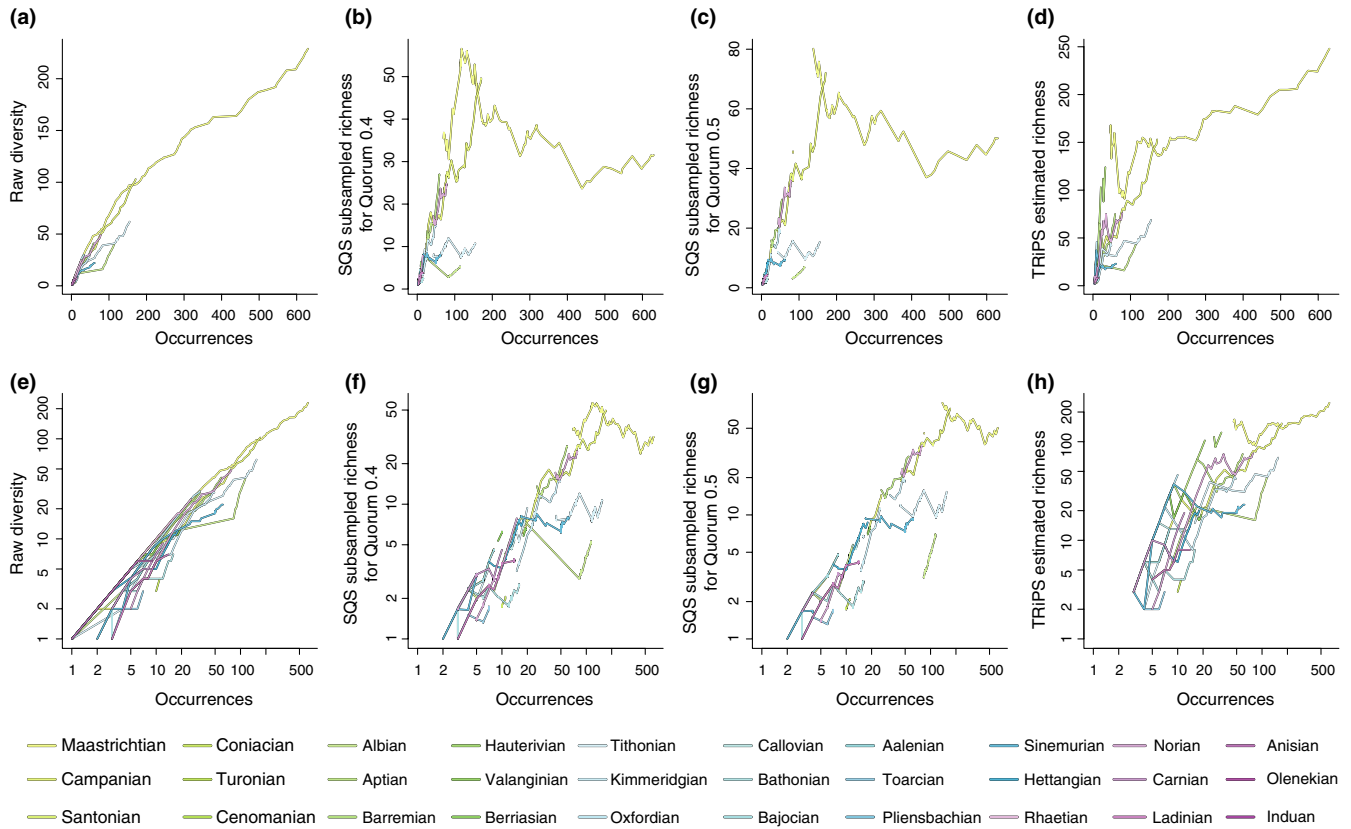 (a)
(b)
(c)
(d)
Raw diversity
0
50
100
150
200
0 100 200 300 400 500 600
Occurrences
SQS subsampled richness
for Quorum 0.4
0
10
20
30
40
50
0 100 200 300 400 500 600
Occurrences
SQS subsampled richness
for Quorum 0.5
0
20
40
60
80
0 100 200 300 400 500 600
Occurrences
TRiPS estimated richness
0
50
100
150
200
250
0 100 200 300 400 500 600
Occurrences
(e)
(f)
(g)
(h)
Raw diversity
1
2
5
10
20
50
100
200
1 2 5 10 20 50 100 500
Occurrences
SQS subsampled richness
for Quorum 0.4
1
2
5
10
20
50
1 2 5 10 20 50 100 500
Occurrences
SQS subsampled richness
for Quorum 0.5
1
2
5
10
20
50
1 2 5 10 20 50 100 500
Occurrences
TRiPS estimated richness
1
2
5
10
20
50
100
200
1 2 5 10 20 50 100 500
Occurrences
Maastrichtian Coniacian Albian Hauterivian Tithonian Callovian Aalenian Sinemurian Norian Anisian
Campanian Turonian Aptian Valanginian Kimmeridgian Bathonian Toarcian Hettangian Carnian Olenekian
Santonian Cenomanian Barremian Berriasian Oxfordian Bajocian Pliensbachian Rhaetian Ladinian Induan